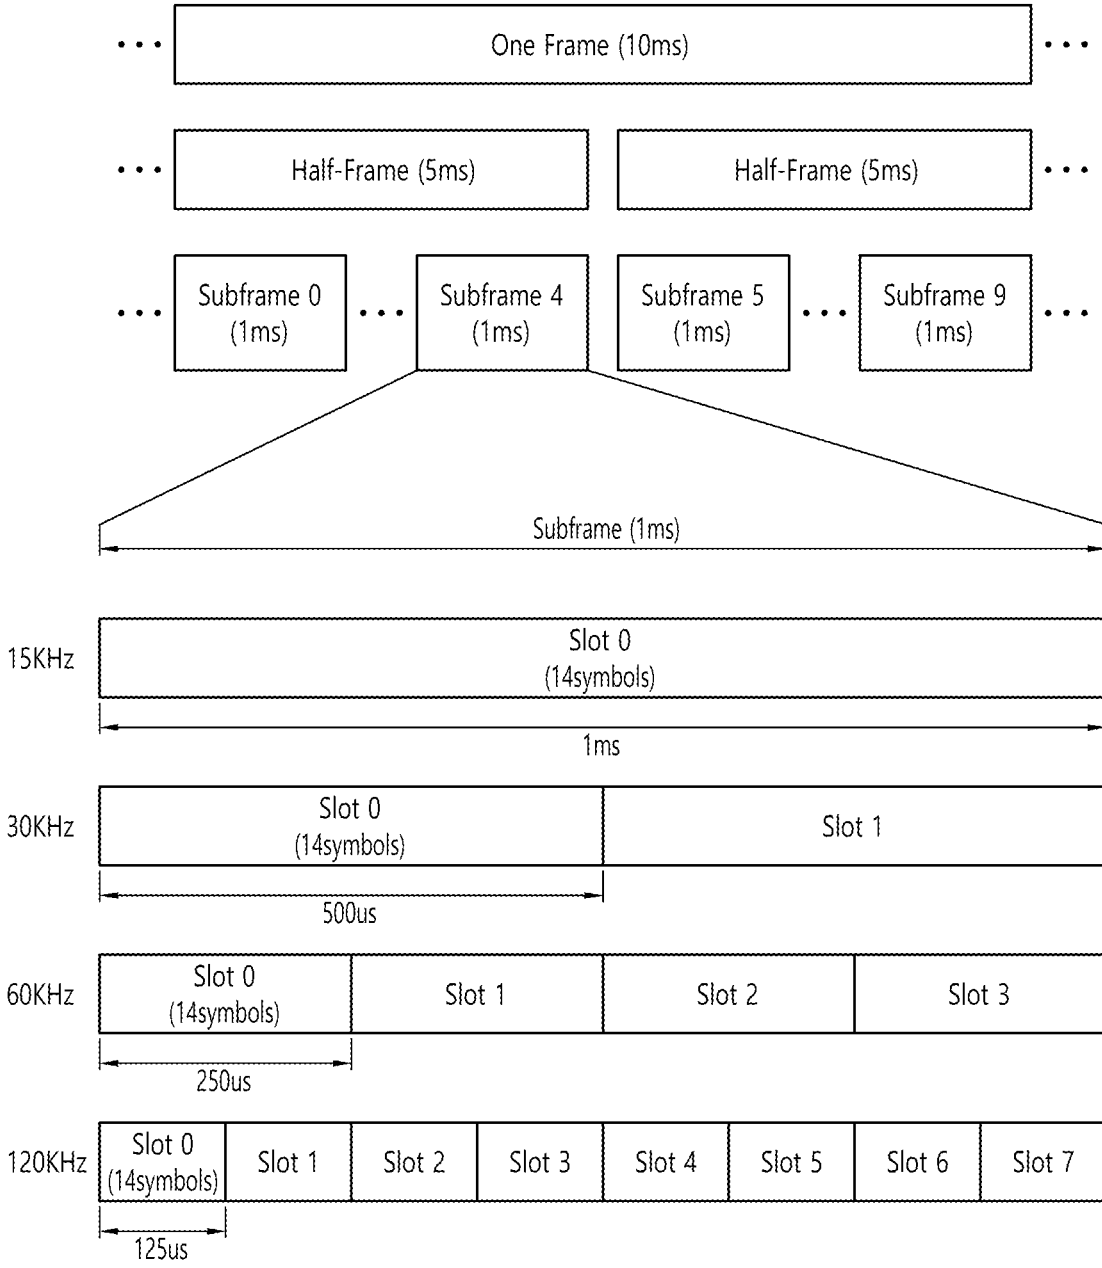 One Frame (10ms)
Half-Frame (5ms) Half-Frame (5ms)
Subframe 0 Subframe 4 Subframe 5 Subframe 9
(1ms) (1ms) (1ms) (1ms)
Subframe (1ms)
Slot 0
15KHz
(14symbols)
1ms
Slot 0
30KHz Slot 1
(14symbols)
500us
Slot 0
60KHz Slot 1 Slot 2 Slot 3
(14symbols)
250us
Slot 0
120KHz Slot 1 Slot 2 Slot 3 Slot 4 Slot 5 Slot 6 Slot 7
(14symbols)
125us